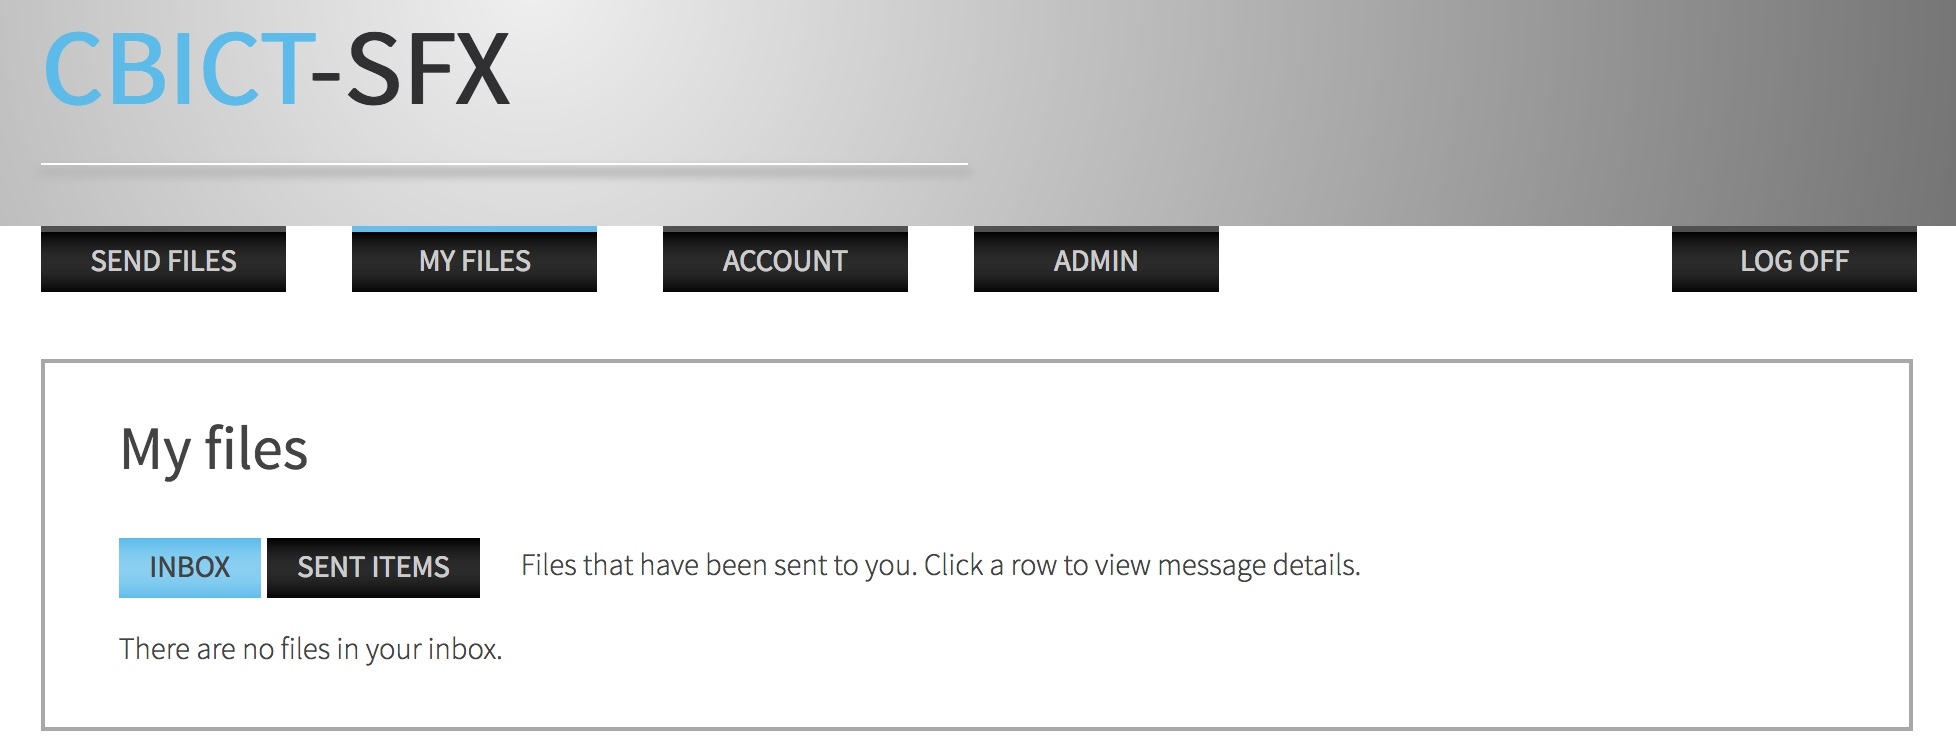 CBICT-SFX
SEND FILES MY FILES ACCOUNT ADMIN LOG OFF
My files
INBOX SENT ITEMS Files that have been sent to you. Click a row to view message details.
There are no files in your inbox.